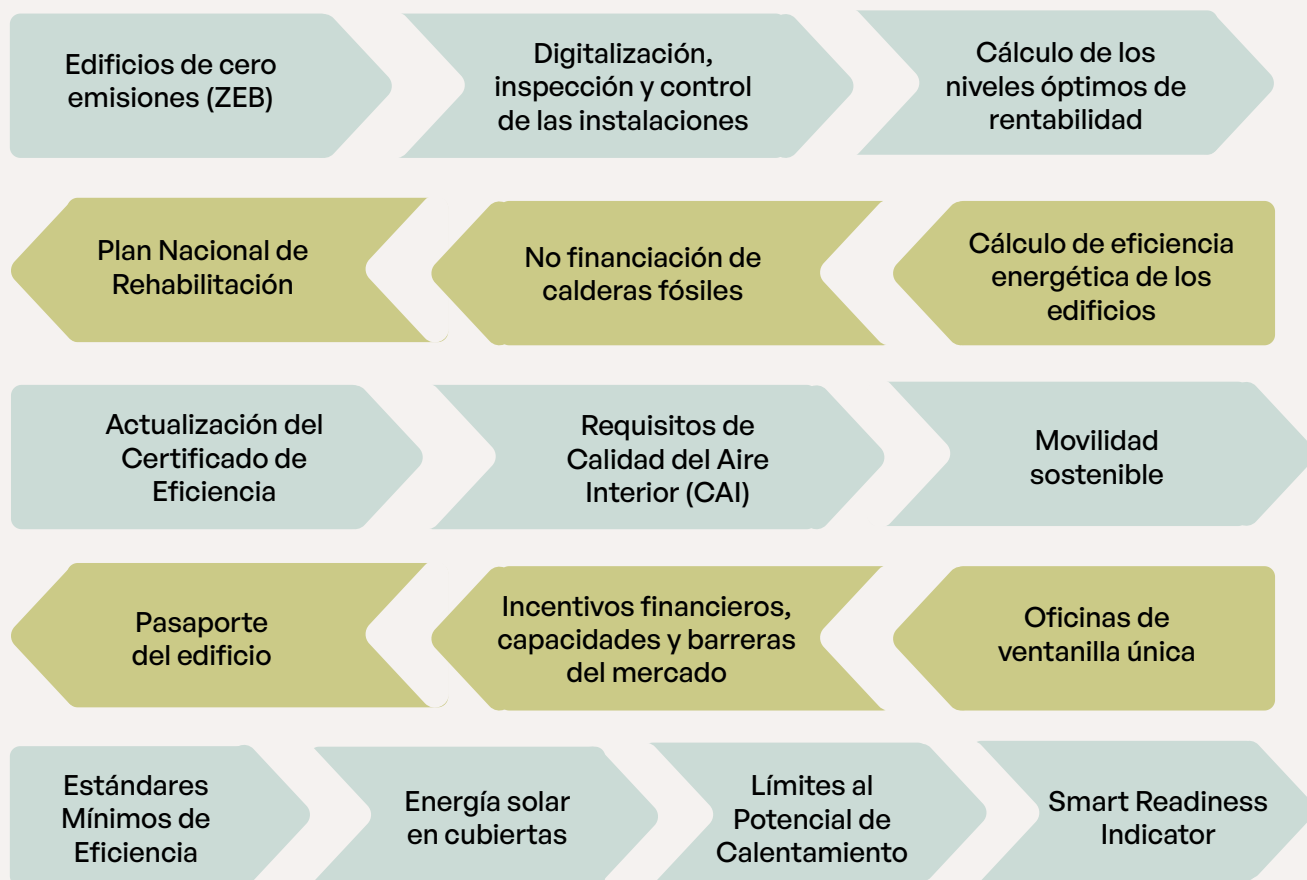 Edificios de cero
emisiones (ZEB)
Digitalización,
inspección y control
de las instalaciones
Cálculo de los
niveles óptimos de
rentabilidad
Plan Nacional de
Rehabilitación
No financiación de
calderas fósiles
Cálculo de eficiencia
energética de los
edificios
Actualización del
Certificado de
Eficiencia
Requisitos de
Calidad del Aire
Interior (CAI)
Movilidad
sostenible
Pasaporte
del edificio
Incentivos financieros,
capacidades y barreras
del mercado
Oficinas de
ventanilla única
Estándares
Mínimos de
Eficiencia
Energía solar
en cubiertas
Límites al
Potencial de
Calentamiento
Smart Readiness
Indicator